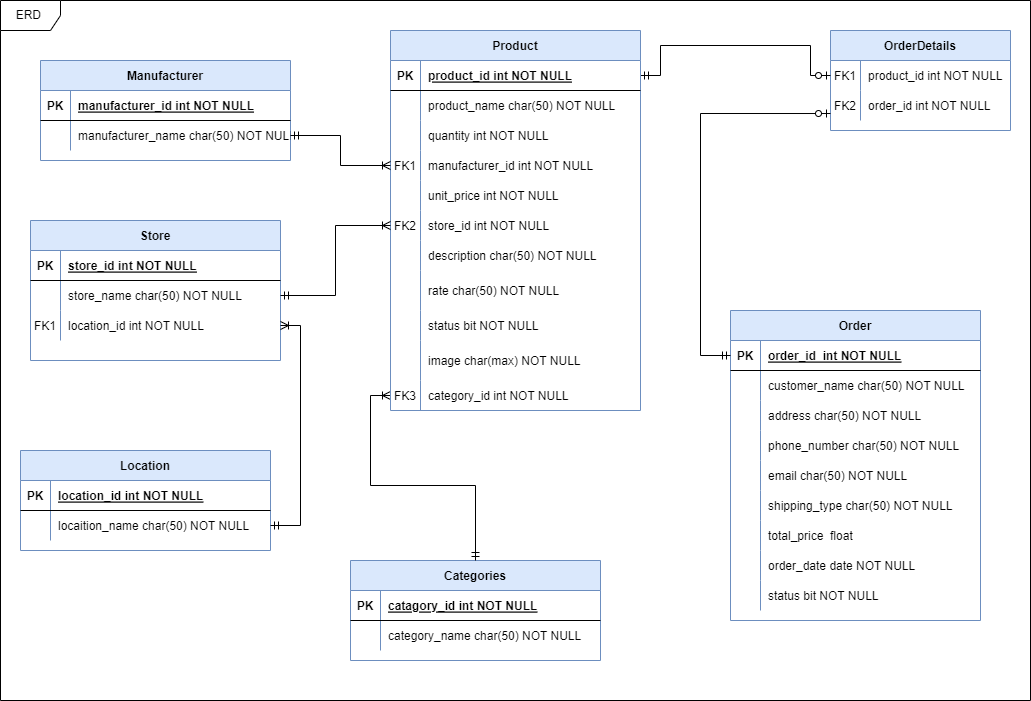 ERD
Manufacturer
PK manufacturer_id int NOT NULL
manufacturer_name char(50) NOT NUL
Store
PK store_id int NOT NULL
store_name char(50) NOT NULL
FK1 location_id int NOT NULL
Location
PK location_id int NOT NULL
locaition_name char(50) NOT NULL
Product
PK product_id int NOT NULL
product_name char(50) NOT NULL
quantity int NOT NULL
FK1 manufacturer_id int NOT NULL
unit_price int NOT NULL
FK2 store_id int NOT NULL
description char(50) NOT NULL
rate char(50) NOT NULL
status bit NOT NULL
image char(max) NOT NULL
FK3 category_id int NOT NULL
Categories
PK catagory_id int NOT NULL
category_name char(50) NOT NULL
OrderDetails
FK1 product_id int NOT NULL
FK2 order_id int NOT NULL
Order
PK order_id int NOT NULL
customer_name char(50) NOT NULL
address char(50) NOT NULL
phone_number char(50) NOT NULL
email char(50) NOT NULL
shipping_type char(50) NOT NULL
total_price float
order_date date NOT NULL
status bit NOT NULL